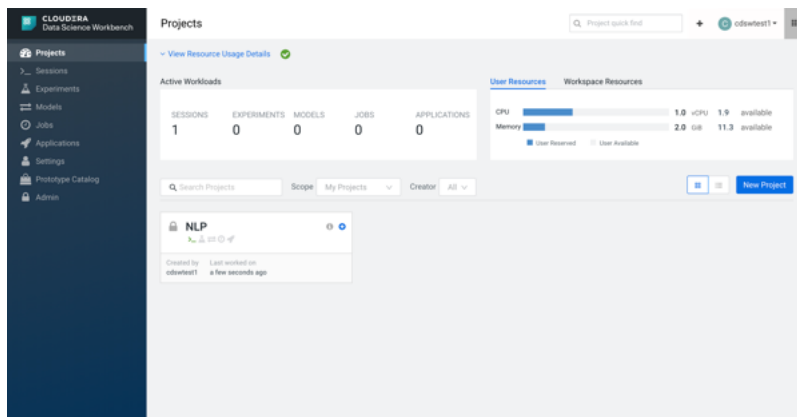 CLOUDERA
Data Science Workbench
Projects
Sessions
Experiments
Models
Jobs
Applications
Settings
Prototype Catalog
Admin
Projects
Project quick find
+
C cdswtest1
View Resource Usage Details
Active Workloads
SESSIONS EXPERIMENTS MODELS JOBS APPLICATIONS
1 0 0 0 0
User Resources Workspace Resources
CPU 1.0 vCPU 1.9 available
Memory 2.0 GiB 11.3 available
User Reserved User Available
Search Projects Scope My Projects Creator All New Project
NLP
Created by Last worked on
cdswtest1 a few seconds ago